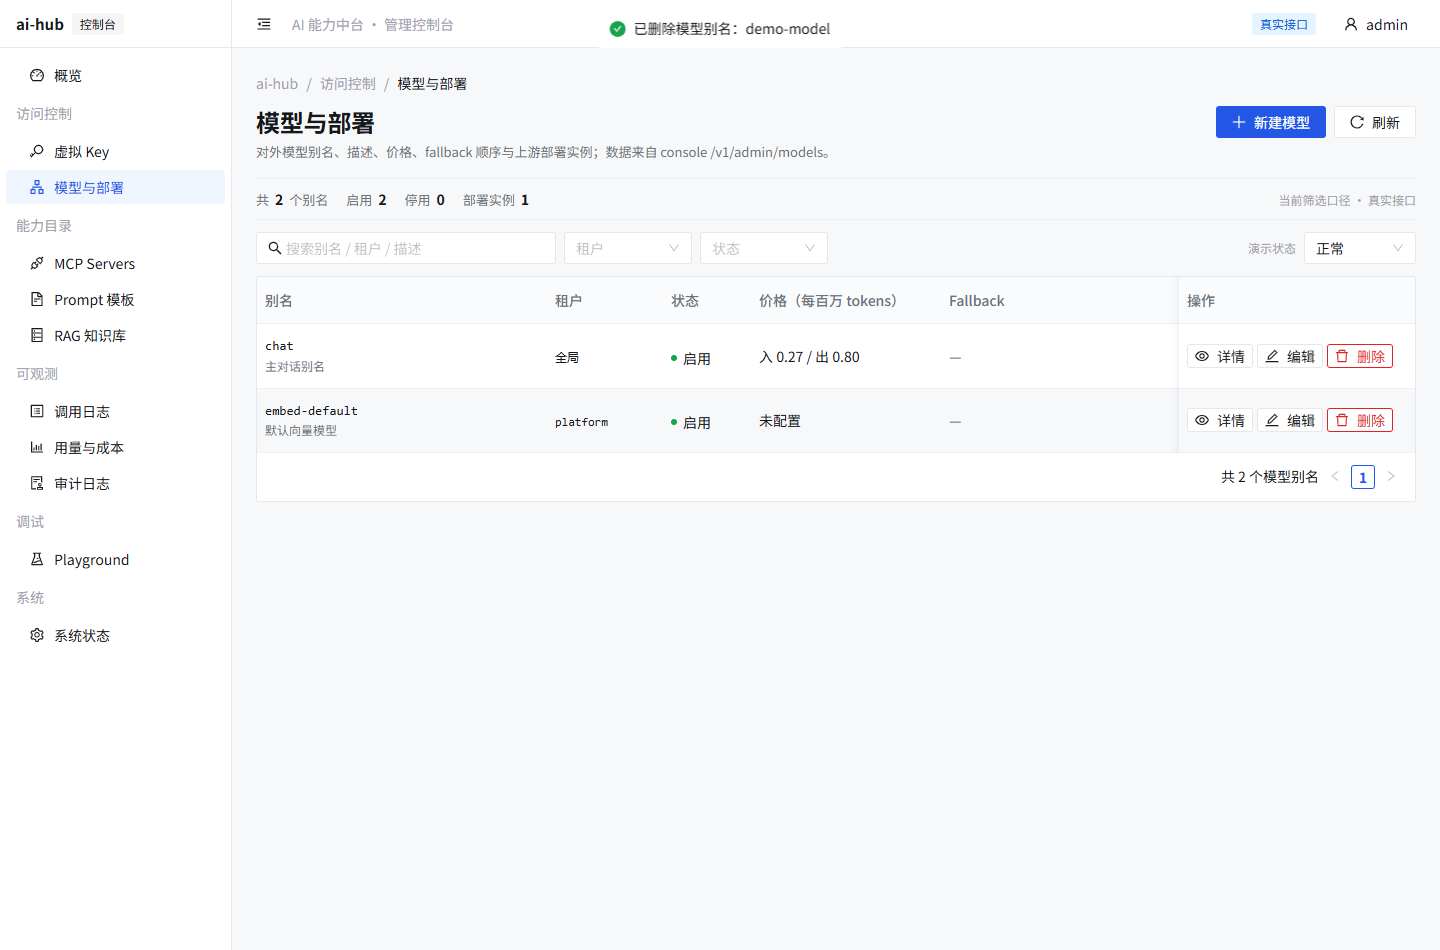 ai-hub 控制台
AI 能力中台 • 管理控制台
已删除模型别名：demo-model
真实接口
admin
概览
访问控制
虚拟 Key
模型与部署
能力目录
MCP Servers
Prompt 模板
RAG 知识库
可观测
调用日志
用量与成本
审计日志
调试
Playground
系统
系统状态
ai-hub / 访问控制 / 模型与部署
模型与部署
新建模型
刷新
对外模型别名、描述、价格、fallback 顺序与上游部署实例；数据来自 console /v1/admin/models。
共 2 个别名 启用 2 停用 0 部署实例 1
当前筛选口径 • 真实接口
搜索别名 / 租户 / 描述
租户
状态
演示状态
正常
别名 租户 状态 价格（每百万 tokens） Fallback 操作
chat
主对话别名
全局 启用 入 0.27 / 出 0.80 — 详情 编辑 删除
embed-default
默认向量模型
platform 启用 未配置 — 详情 编辑 删除
共 2 个模型别名 < 1 >